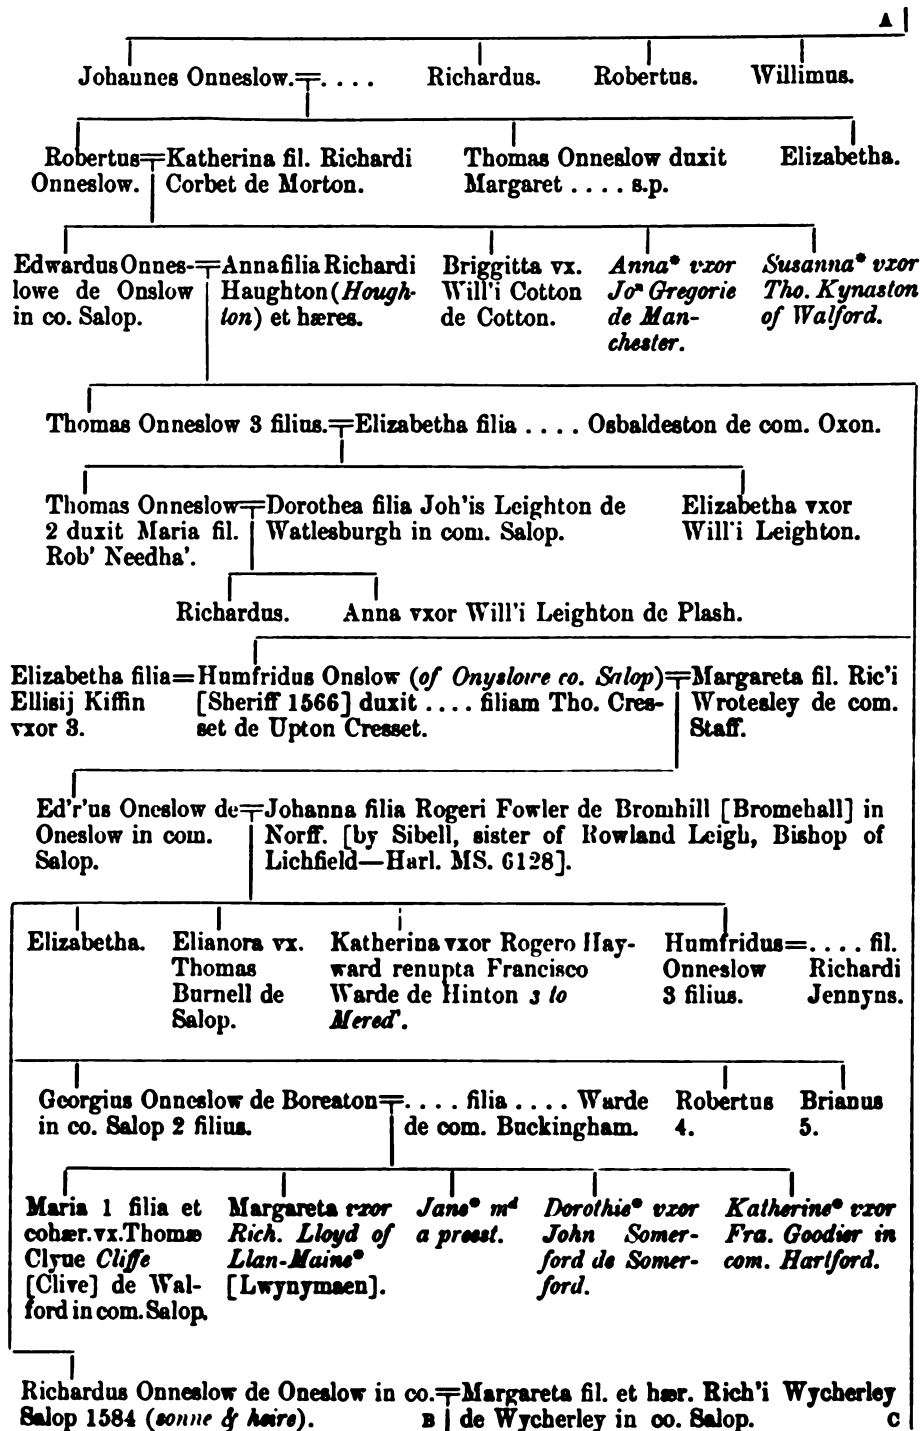 A
Johannes Onneslow.=. . . . Richardus. Robertus. Willimus.
Robertus=Katherina fil. Richardi
Onneslow. Corbet de Morton.
Thomas Onneslow duxit
Margaret . . . . s.p.
Elizabetha.
Edwardus Onnes-=Anna filia Richardi
lowe de Onslow Haughton (Hough-
in co. Salop. ton) et hæres.
Briggitta vx.
Will'i Cotton
de Cotton.
Anna* vxor
Joⁿ Gregorie
de Man-
chester.
Susanna* vxor
Tho. Kynaston
of Walford.
Thomas Onneslow 3 filius.=Elizabetha filia . . . . Osbaldeston de com. Oxon.
Thomas Onneslow=Dorothea filia Joh'is Leighton de
2 duxit Maria fil. Watlesburgh in com. Salop.
Rob' Needha'.
Elizabetha vxor
Will'i Leighton.
Richardus. Anna vxor Will'i Leighton de Plash.
Elizabetha filia=Humfridus Onslow (of Onyslowe co. Salop)=Margareta fil. Ric'i
Ellisij Kiffin [Sheriff 1566] duxit . . . . filiam Tho. Cres- Wrotesley de com.
vxor 3. set de Upton Cresset. Staff.
Ed'r'us Oneslow de=Johanna filia Rogeri Fowler de Bromhill [Bromehall] in
Oneslow in com. Norff. [by Sibell, sister of Rowland Leigh, Bishop of
Salop. Lichfield—Harl. MS. 6128].
Elizabetha.
Elianora vx.
Thomas
Burnell de
Salop.
Katherina vxor Rogero Hay-
ward renupta Francisco
Warde de Hinton 3 to
Mered'.
Humfridus=. . . . fil.
Onneslow Richardi
3 filius. Jennyns.
Georgius Onneslow de Boreaton=. . . . filia . . . . Warde
in co. Salop 2 filius. de com. Buckingham.
Robertus
4.
Brianus
5.
Maria 1 filia et
cohær. vx. Thomæ
Clyne Cliffe
[Clive] de Wal-
ford in com. Salop.
Margareta vxor
Rich. Lloyd of
Llan-Maine*
[Lwynymaen].
Jane* mᵈ
a preest.
Dorothie* vxor
John Somer-
ford de Somer-
ford.
Katherine* vxor
Fra. Goodier in
com. Hartford.
Richardus Onneslow de Oneslow in co.=Margareta fil. et hær. Rich'i Wycherley
Salop 1584 (sonne & heire). B de Wycherley in co. Salop. C